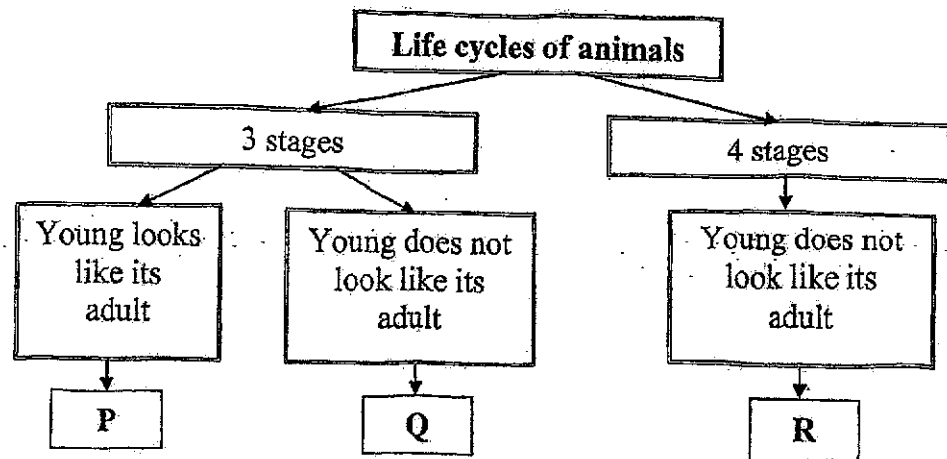 Life cycles of animals
3 stages
4 stages
Young looks
like its
adult
Young does not
look like its
adult
Young does not
look like its
adult
P
Q
R